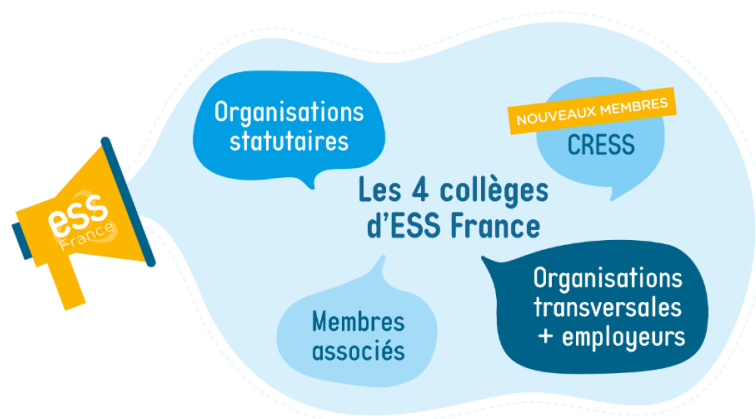 Organisations
statutaires
NOUVEAUX MEMBRES
CRESS
Les 4 collèges
d'ESS France
ess
France
Organisations
transversales
+ employeurs
Membres
associés